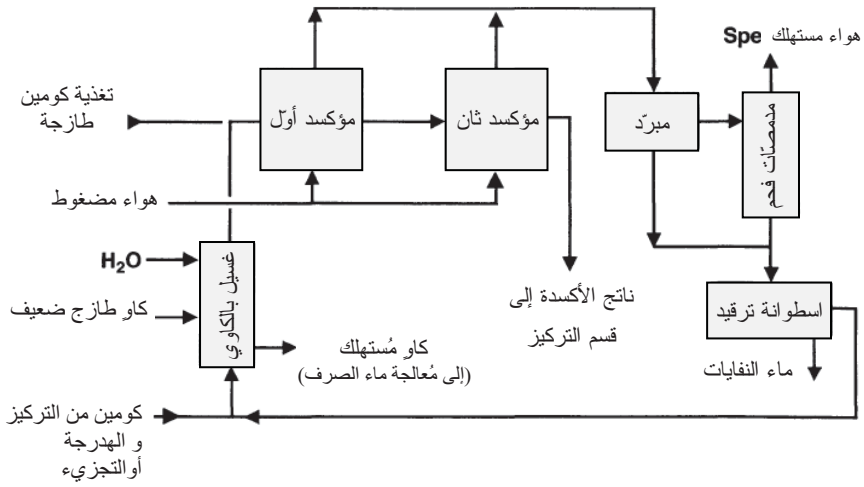 هواء مستهلك Spe
تغذية كومين
طازجة
مؤكسد أوّل
مؤكسد ثان
مبرّد
مدمصّات فحم
هواء مضغوط
H₂O
غسيل بالكاوي
كاوٍ طازج ضعيف
ناتج الأكسدة إلى
قسم التركيز
اسطوانة ترقيد
كاوٍ مُستهلك
(إلى مُعالجة ماء الصرف)
ماء النفايات
كومين من التركيز
و الهدرجة
أوالتجزيء